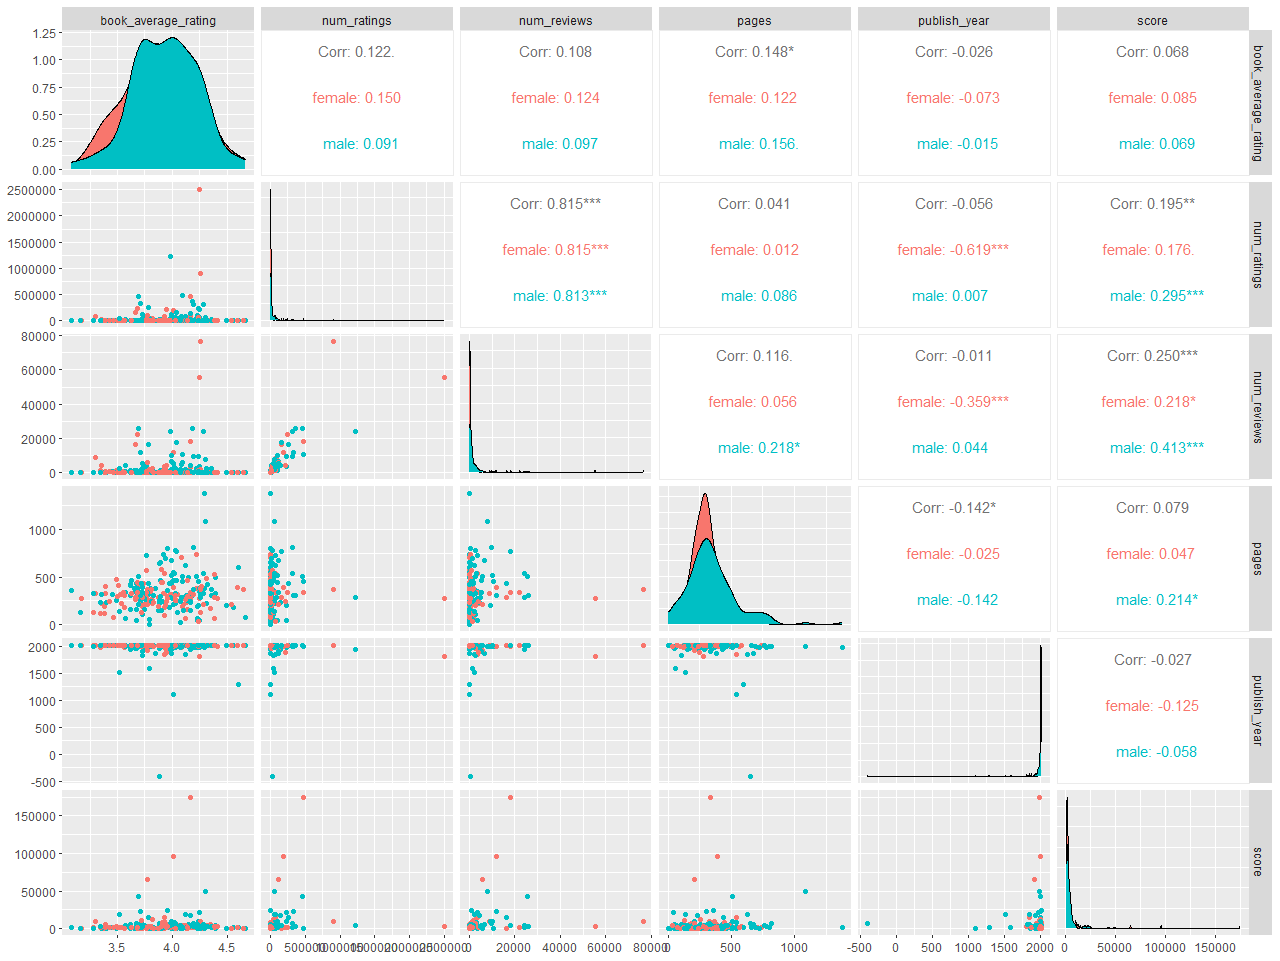 book_average_rating num_ratings num_reviews pages publish_year score
1.25
1.00
0.75
0.50
0.25
0.00
Corr: 0.122. Corr: 0.108 Corr: 0.148* Corr: -0.026 Corr: 0.068
female: 0.150 female: 0.124 female: 0.122 female: -0.073 female: 0.085
male: 0.091 male: 0.097 male: 0.156. male: -0.015 male: 0.069
book_average_rating
2500000
2000000
1500000
1000000
500000
0
Corr: 0.815*** Corr: 0.041 Corr: -0.056 Corr: 0.195**
female: 0.815*** female: 0.012 female: -0.619*** female: 0.176.
male: 0.813*** male: 0.086 male: 0.007 male: 0.295***
num_ratings
80000
60000
40000
20000
0
Corr: 0.116. Corr: -0.011 Corr: 0.250***
female: 0.056 female: -0.359*** female: 0.218*
male: 0.218* male: 0.044 male: 0.413***
num_reviews
1000
500
0
Corr: -0.142* Corr: 0.079
female: -0.025 female: 0.047
male: -0.142 male: 0.214*
pages
2000
1500
1000
500
0
-500
Corr: -0.027
female: -0.125
male: -0.058
publish_year
150000
100000
50000
0
score
3.5 4.0 4.5 0 500000 1000000 1500000 2000000 2500000 0 20000 40000 60000 80000 0 500 1000 -500 0 500 1000 1500 2000 0 50000 100000 150000